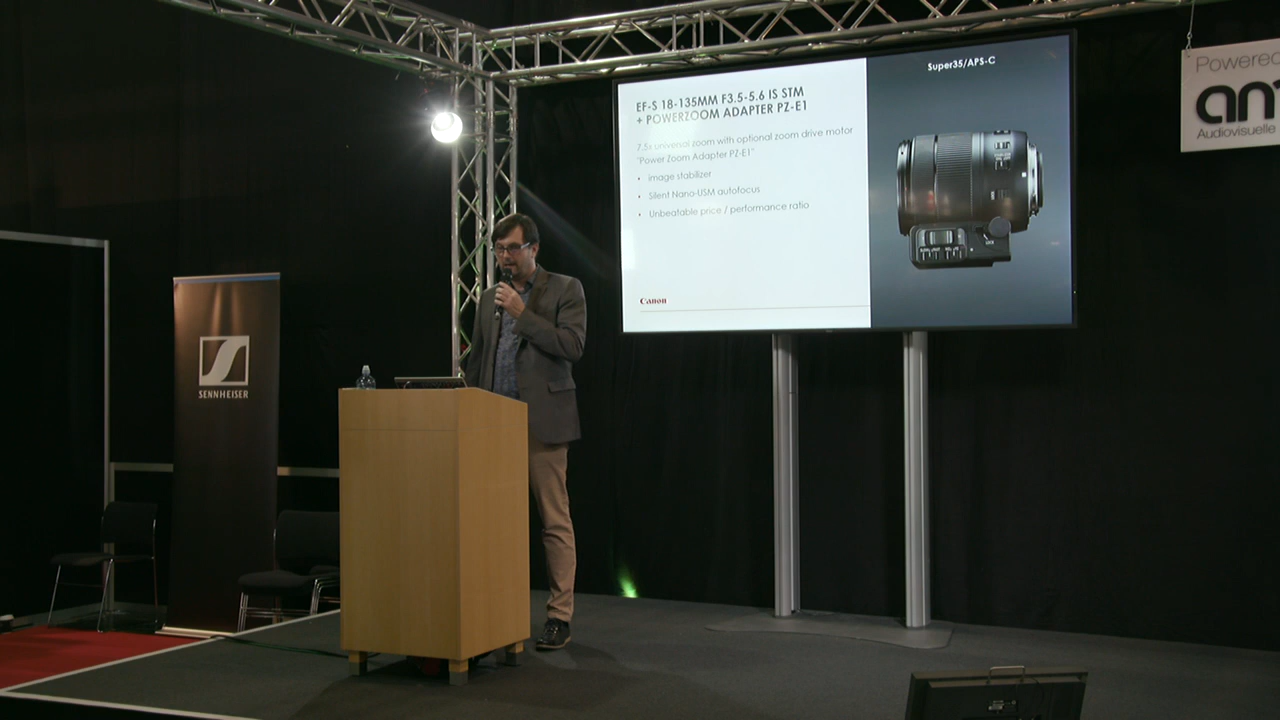 Super35/APS-C
EF-S 18-135MM F3.5-5.6 IS STM
+ POWERZOOM ADAPTER PZ-E1
7.5x universal zoom with optional zoom drive motor
"Power Zoom Adapter PZ-E1"
• image stabilizer
• Silent Nano-USM autofocus
• Unbeatable price / performance ratio
Canon
Powered
Audiovisuelle
SENNHEISER